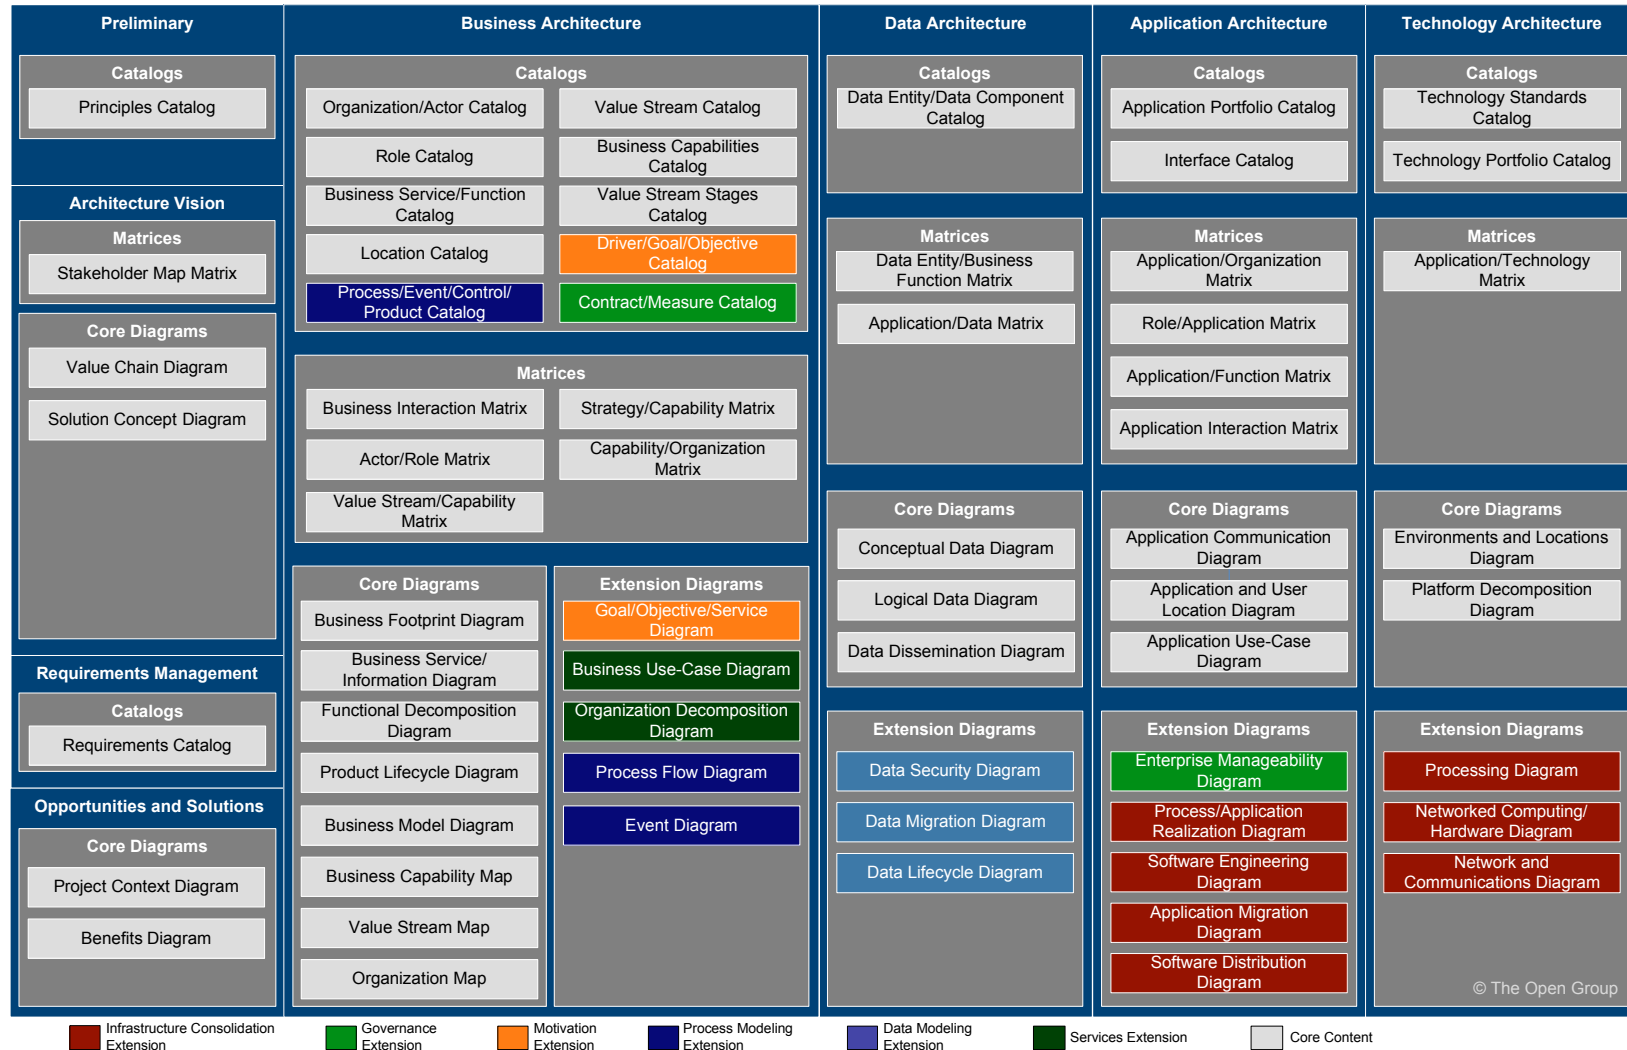 Preliminary
Catalogs
Principles Catalog
Architecture Vision
Matrices
Stakeholder Map Matrix
Core Diagrams
Value Chain Diagram
Solution Concept Diagram
Requirements Management
Catalogs
Requirements Catalog
Opportunities and Solutions
Core Diagrams
Project Context Diagram
Benefits Diagram
Business Architecture
Catalogs
Organization/Actor Catalog
Value Stream Catalog
Role Catalog
Business Capabilities
Catalog
Business Service/Function
Catalog
Value Stream Stages
Catalog
Location Catalog
Driver/Goal/Objective
Catalog
Process/Event/Control/
Product Catalog
Contract/Measure Catalog
Matrices
Business Interaction Matrix
Strategy/Capability Matrix
Actor/Role Matrix
Capability/Organization
Matrix
Value Stream/Capability
Matrix
Core Diagrams
Business Footprint Diagram
Business Service/
Information Diagram
Functional Decomposition
Diagram
Product Lifecycle Diagram
Business Model Diagram
Business Capability Map
Value Stream Map
Organization Map
Extension Diagrams
Goal/Objective/Service
Diagram
Business Use-Case Diagram
Organization Decomposition
Diagram
Process Flow Diagram
Event Diagram
Data Architecture
Catalogs
Data Entity/Data Component
Catalog
Matrices
Data Entity/Business
Function Matrix
Application/Data Matrix
Core Diagrams
Conceptual Data Diagram
Logical Data Diagram
Data Dissemination Diagram
Extension Diagrams
Data Security Diagram
Data Migration Diagram
Data Lifecycle Diagram
Application Architecture
Catalogs
Application Portfolio Catalog
Interface Catalog
Matrices
Application/Organization
Matrix
Role/Application Matrix
Application/Function Matrix
Application Interaction Matrix
Core Diagrams
Application Communication
Diagram
Application and User
Location Diagram
Application Use-Case
Diagram
Extension Diagrams
Enterprise Manageability
Diagram
Process/Application
Realization Diagram
Software Engineering
Diagram
Application Migration
Diagram
Software Distribution
Diagram
Technology Architecture
Catalogs
Technology Standards
Catalog
Technology Portfolio Catalog
Matrices
Application/Technology
Matrix
Core Diagrams
Environments and Locations
Diagram
Platform Decomposition
Diagram
Extension Diagrams
Processing Diagram
Networked Computing/
Hardware Diagram
Network and
Communications Diagram
© The Open Group
Infrastructure Consolidation
Extension
Governance
Extension
Motivation
Extension
Process Modeling
Extension
Data Modeling
Extension
Services Extension
Core Content